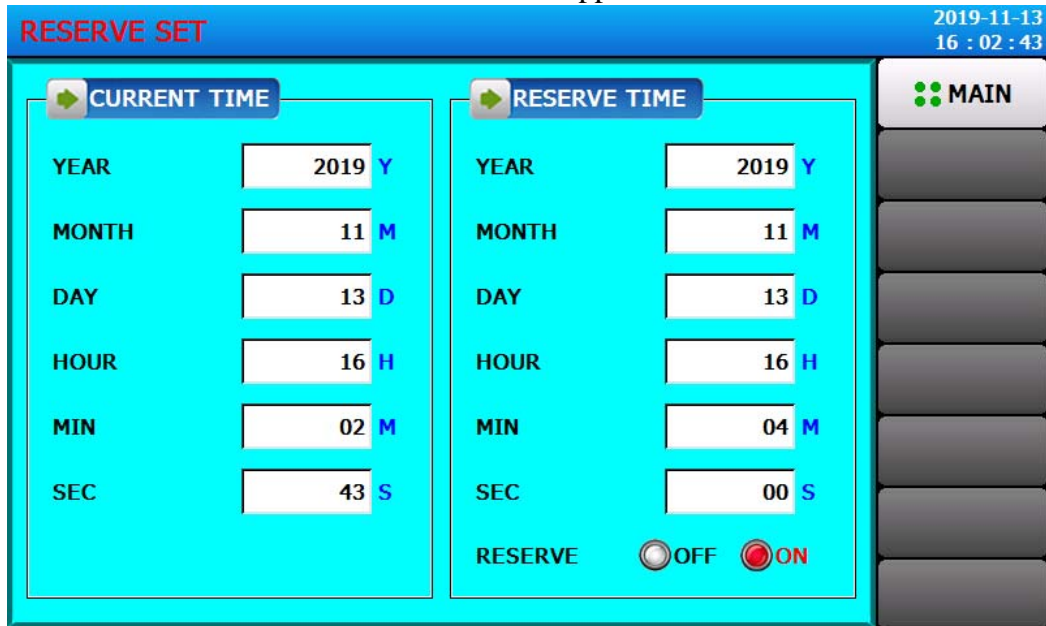 RESERVE SET
2019-11-13
16 : 02 : 43
CURRENT TIME
YEAR 2019 Y
MONTH 11 M
DAY 13 D
HOUR 16 H
MIN 02 M
SEC 43 S
RESERVE TIME
YEAR 2019 Y
MONTH 11 M
DAY 13 D
HOUR 16 H
MIN 04 M
SEC 00 S
RESERVE OFF ON
MAIN